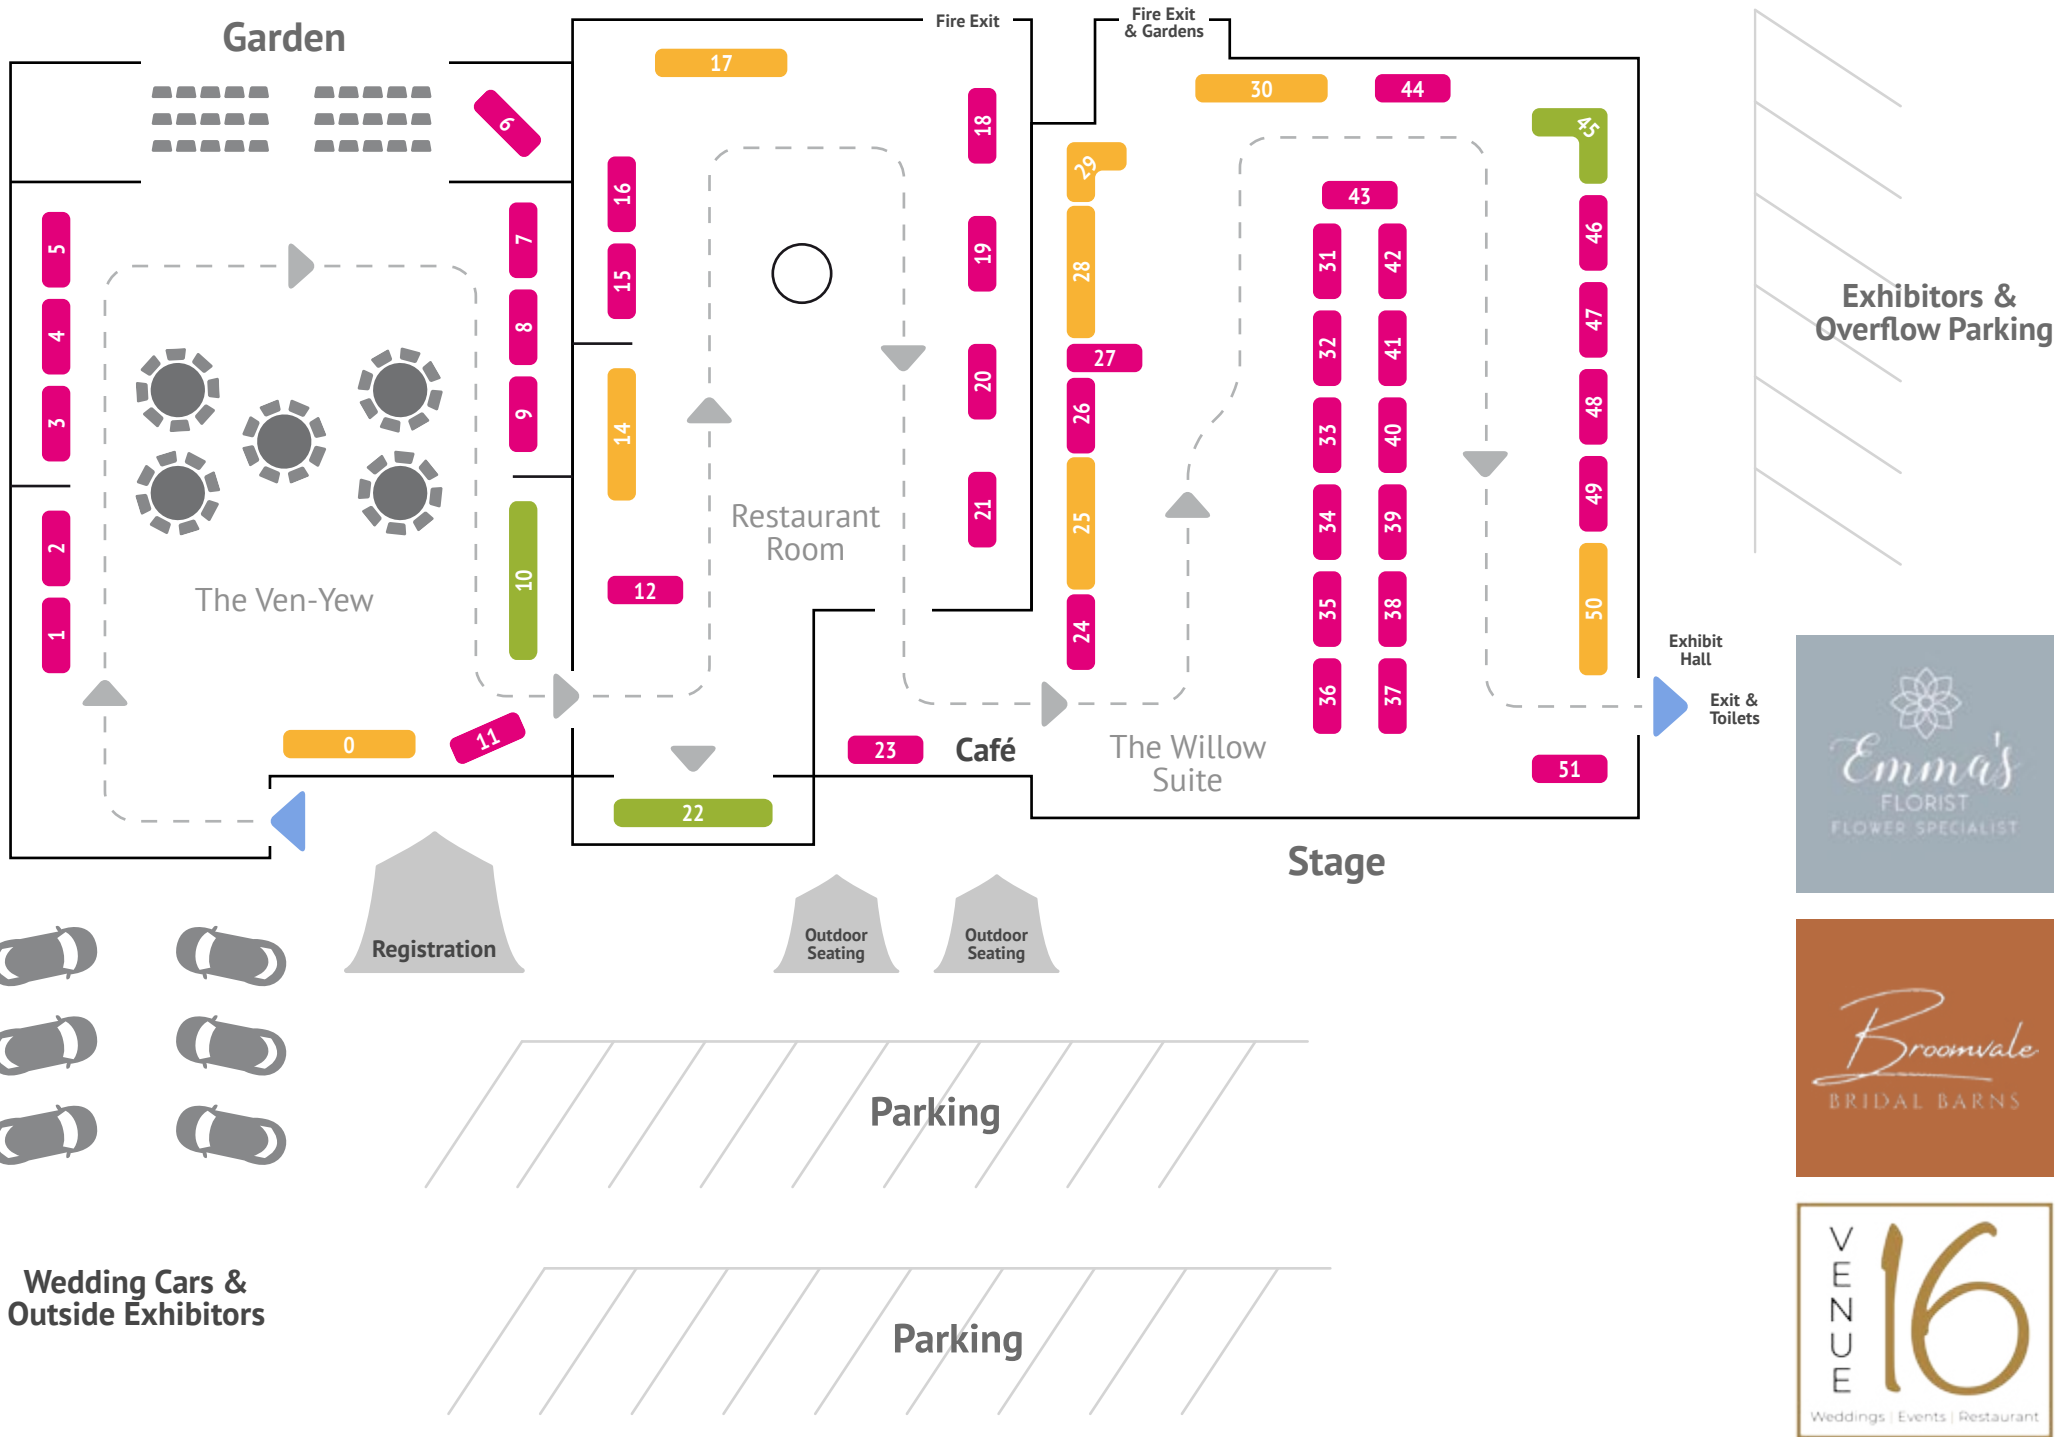 Garden
Fire Exit
Fire Exit
& Gardens
17
30
44
6
18
45
29
16
43
5
7
19
46
15
28
31
42
Exhibitors &
Overflow Parking
4
8
27
32
41
47
3
9
20
26
48
14
33
40
2
10
21
25
34
39
49
Restaurant
Room
The Ven-Yew
12
1
24
35
38
50
Exhibit
Hall
36
37
Exit &
Toilets
0
11
23
Café
The Willow
Suite
51
22
Stage
Emma's
FLORIST
FLOWER SPECIALIST
Registration
Outdoor
Seating
Outdoor
Seating
Broomvale
BRIDAL BARNS
Parking
Wedding Cars &
Outside Exhibitors
Parking
VENUE
16
Weddings | Events | Restaurant